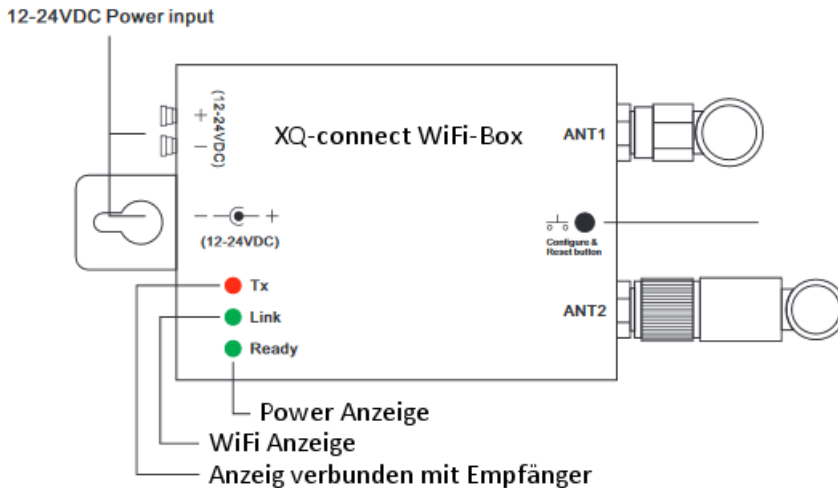 12-24VDC Power input
+
(12-24VDC)
−
XQ-connect WiFi-Box
ANT1
− +
(12-24VDC)
Configure &
Reset button
Tx
Link
Ready
ANT2
Power Anzeige
WiFi Anzeige
Anzeig verbunden mit Empfänger